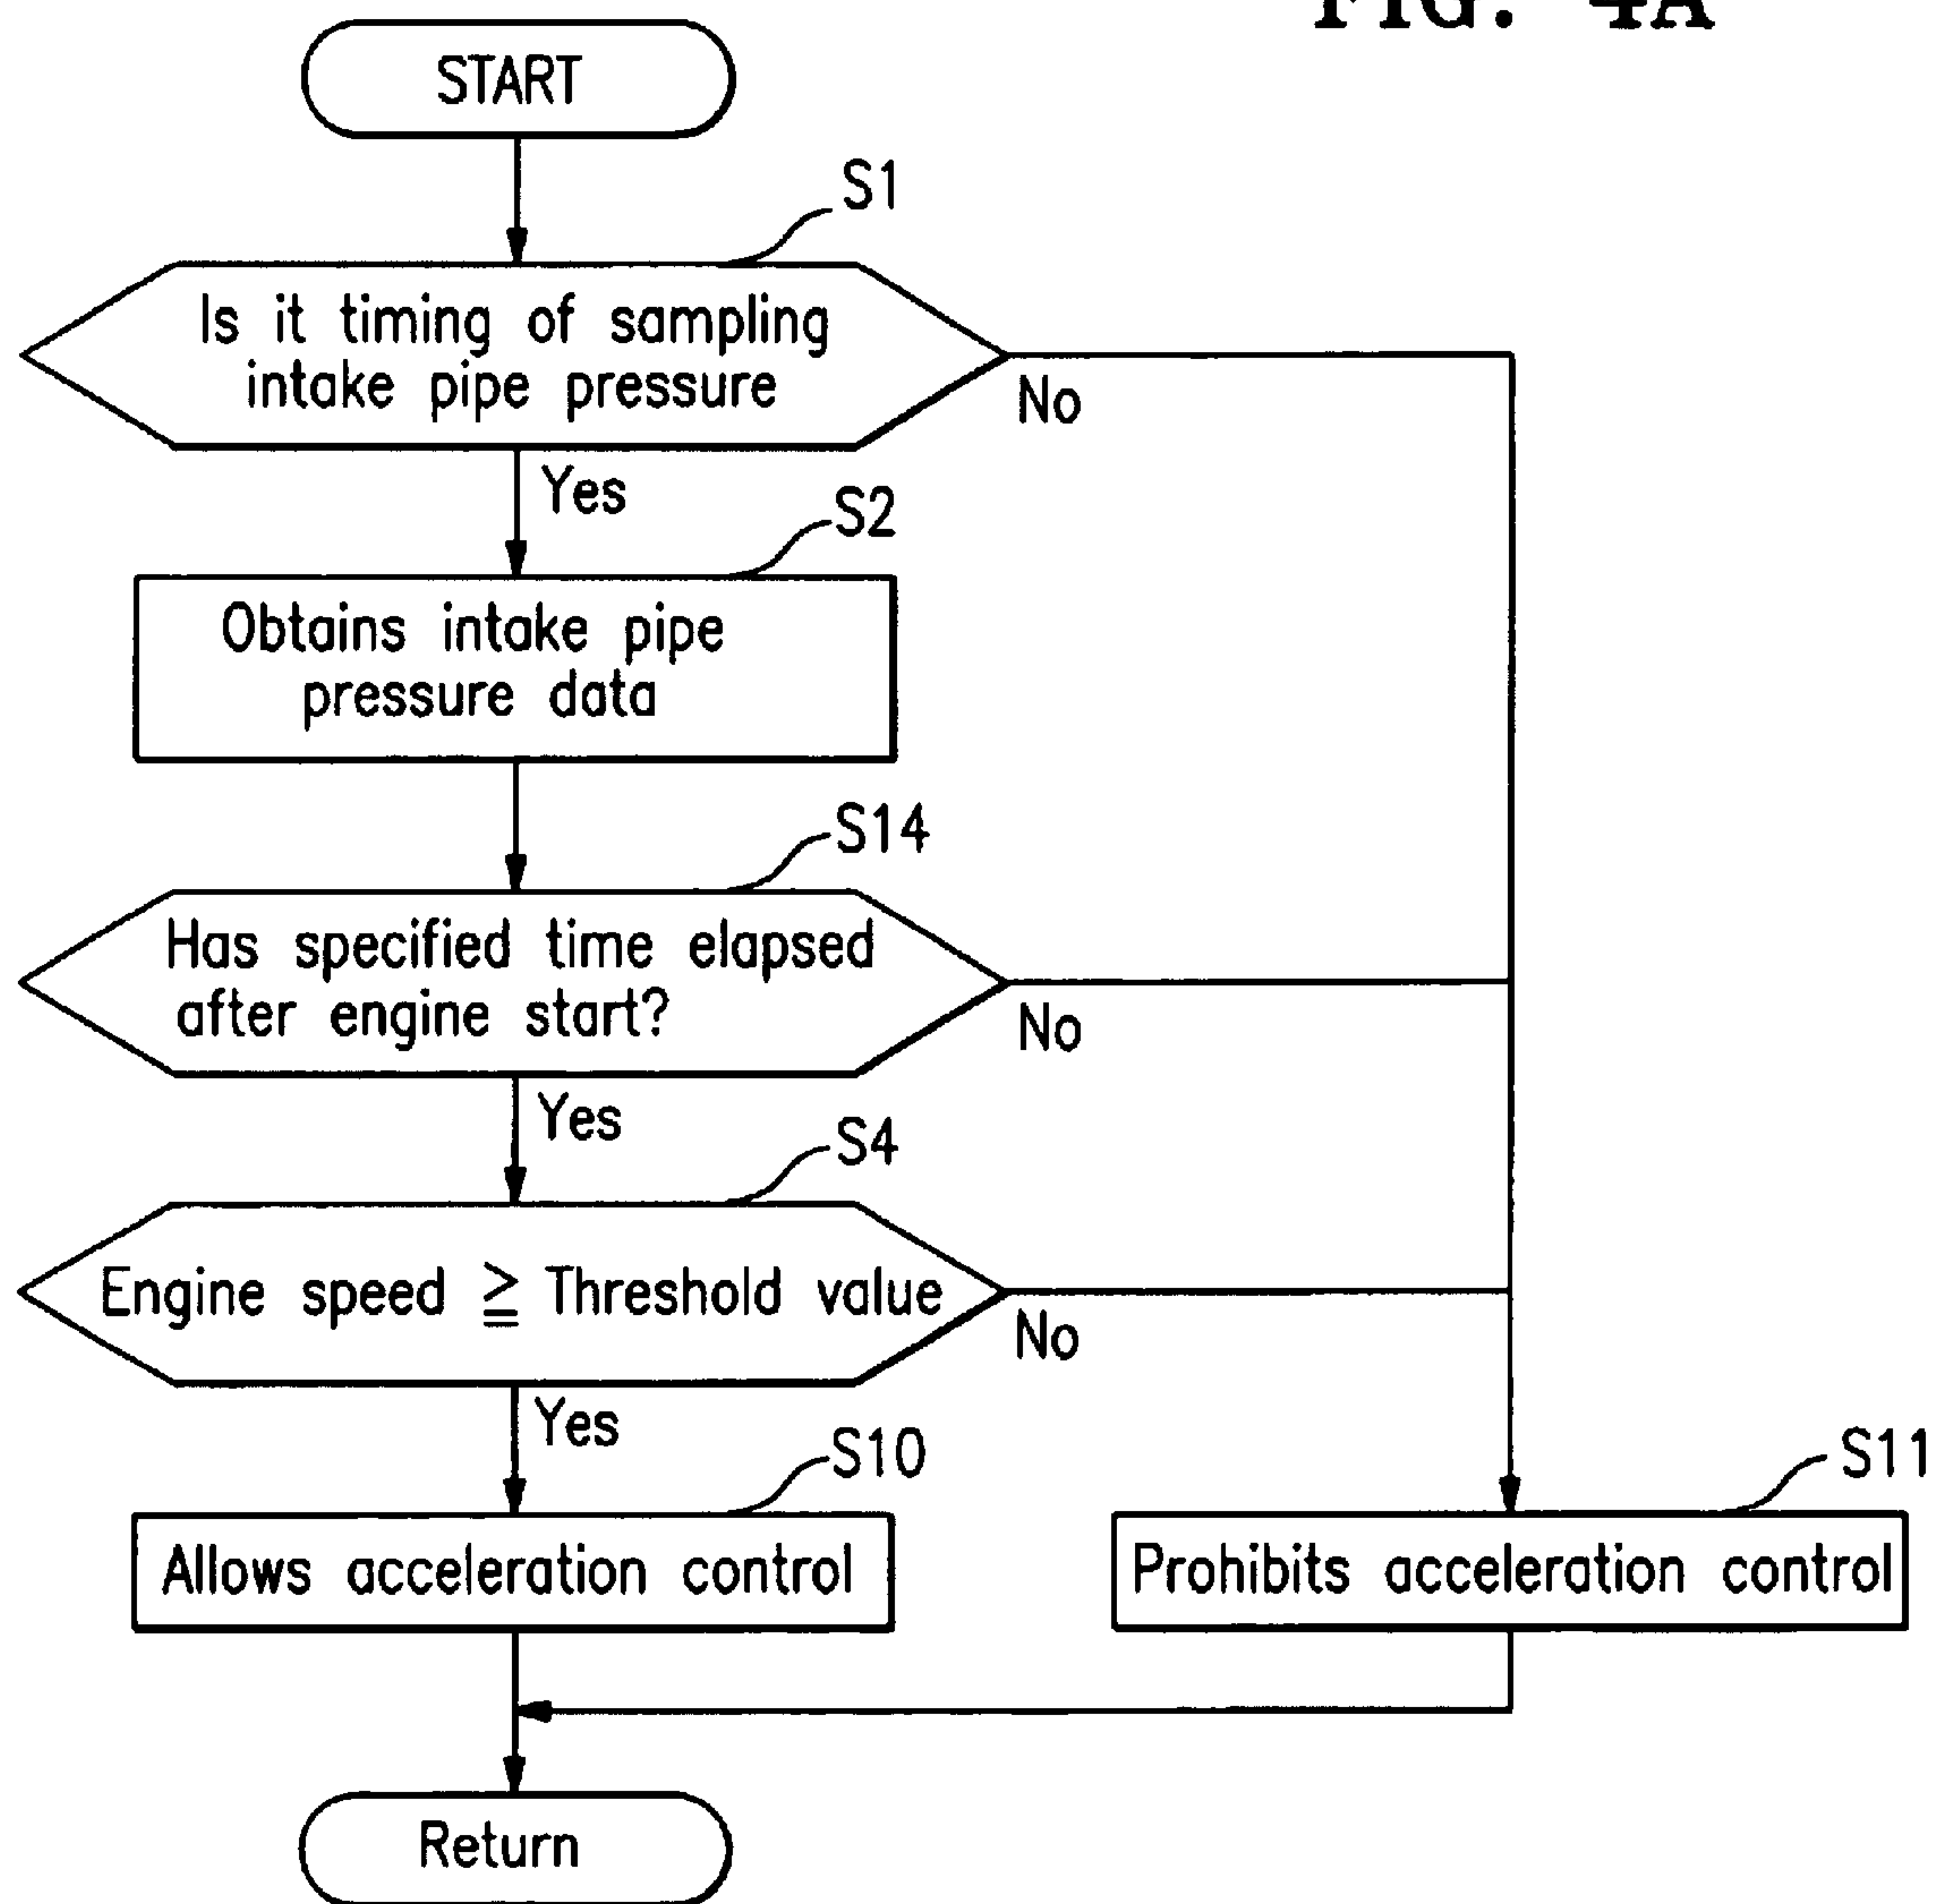 FIG. 4A
START
S1
Is it timing of sampling
intake pipe pressure
No
Yes
S2
Obtains intake pipe
pressure data
S14
Has specified time elapsed
after engine start?
No
Yes
S4
Engine speed ≧ Threshold value
No
Yes
S10
Allows acceleration control
S11
Prohibits acceleration control
Return